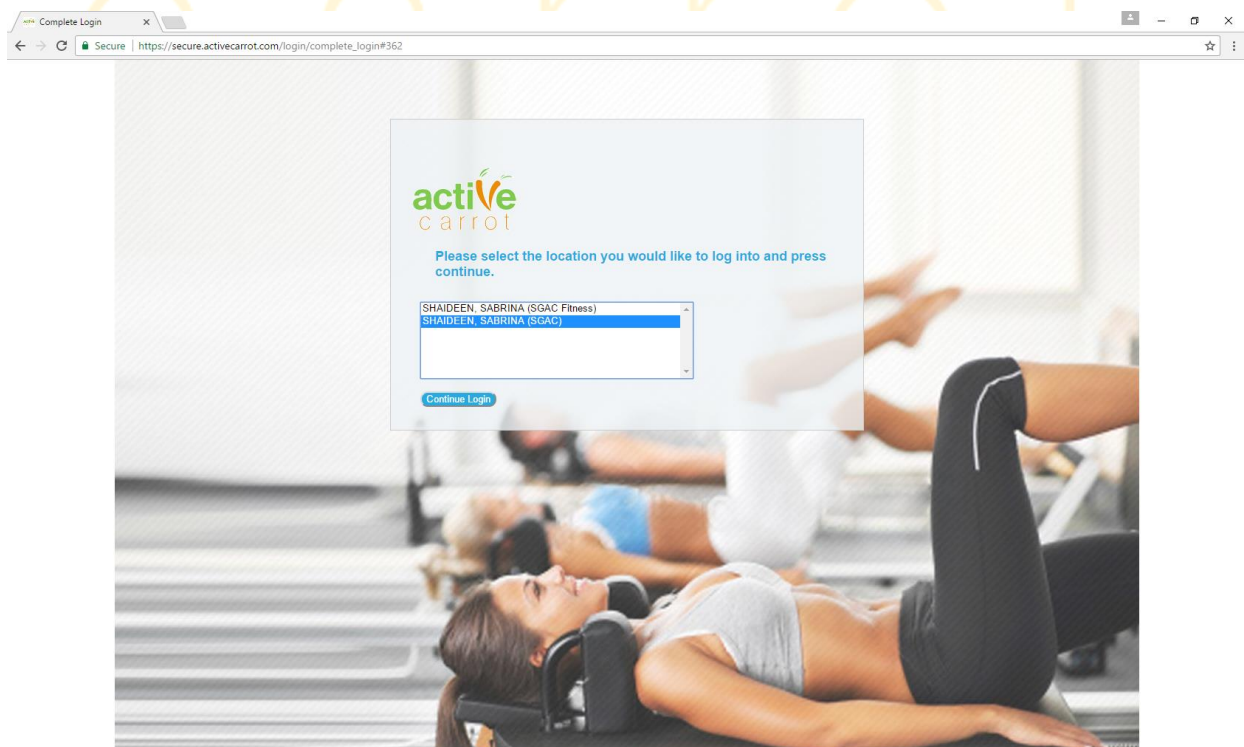 Complete Login
Secure https://secure.activecarrot.com/login/complete_login#362
active
carrot
Please select the location you would like to log into and press
continue.
SHAIDEEN, SABRINA (SGAC Fitness)
SHAIDEEN, SABRINA (SGAC)
Continue Login